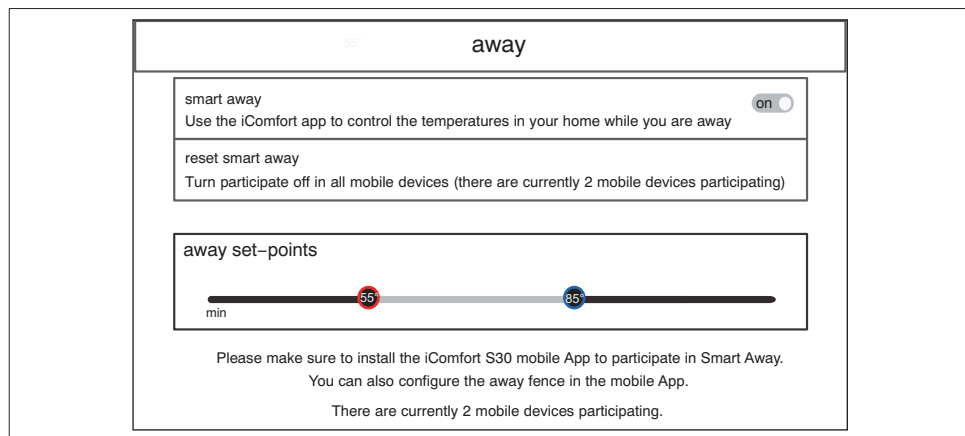 55°
away
smart away
on
Use the iComfort app to control the temperatures in your home while you are away
reset smart away
Turn participate off in all mobile devices (there are currently 2 mobile devices participating)
away set–points
55°
85°
min
Please make sure to install the iComfort S30 mobile App to participate in Smart Away.
You can also configure the away fence in the mobile App.
There are currently 2 mobile devices participating.